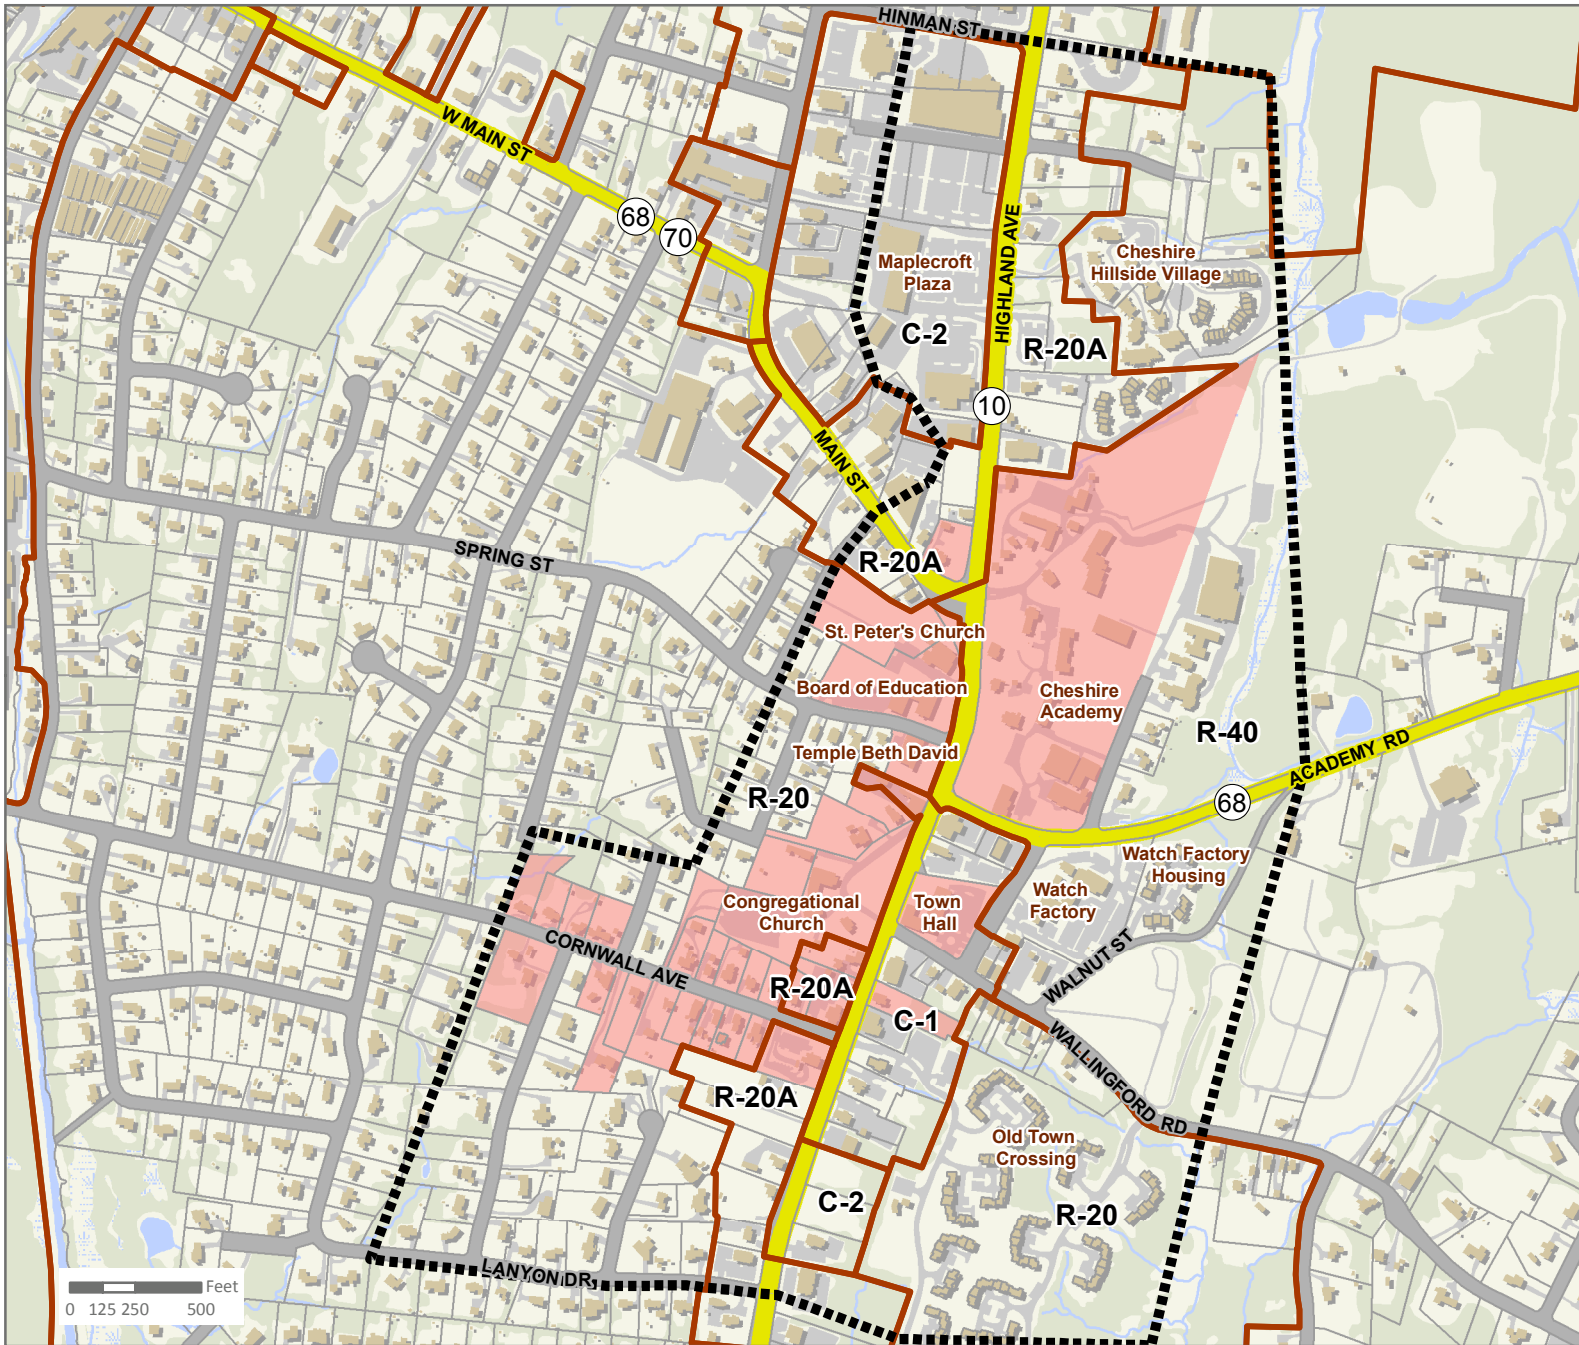 HINMAN ST
W MAIN ST
68
70
HIGHLAND AVE
Maplecroft
Plaza
Cheshire
Hillside Village
C-2
R-20A
10
MAIN ST
SPRING ST
R-20A
St. Peter's Church
Board of Education
Cheshire
Academy
R-40
Temple Beth David
ACADEMY RD
R-20
68
Watch Factory
Housing
Watch
Factory
Congregational
Church
Town
Hall
CORNWALL AVE
WALNUT ST
R-20A
C-1
WALLINGFORD RD
R-20A
Old Town
Crossing
C-2
R-20
LANYON DR
Feet
0 125 250 500